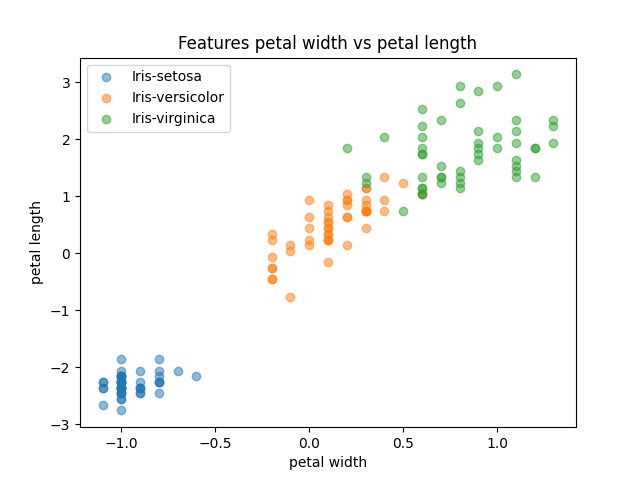 Features petal width vs petal length
Iris-setosa
Iris-versicolor
Iris-virginica
3
2
1
0
−1
−2
−3
petal length
−1.0
−0.5
0.0
0.5
1.0
petal width